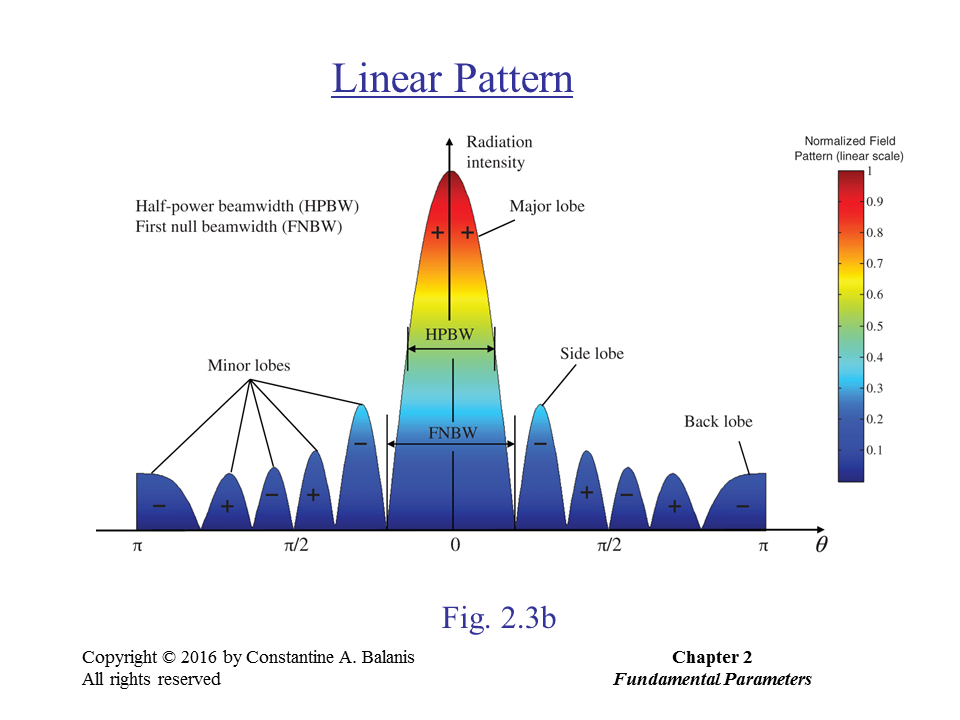 Linear Pattern
Radiation
intensity
Normalized Field
Pattern (linear scale)
Half-power beamwidth (HPBW)
First null beamwidth (FNBW)
Major lobe
+ +
1
0.9
0.8
0.7
0.6
0.5
0.4
0.3
0.2
0.1
HPBW
Minor lobes
Side lobe
FNBW
Back lobe
− + − + − − + − + −
π π/2 0 π/2 π θ
Fig. 2.3b
Copyright © 2016 by Constantine A. Balanis
All rights reserved
Chapter 2
Fundamental Parameters